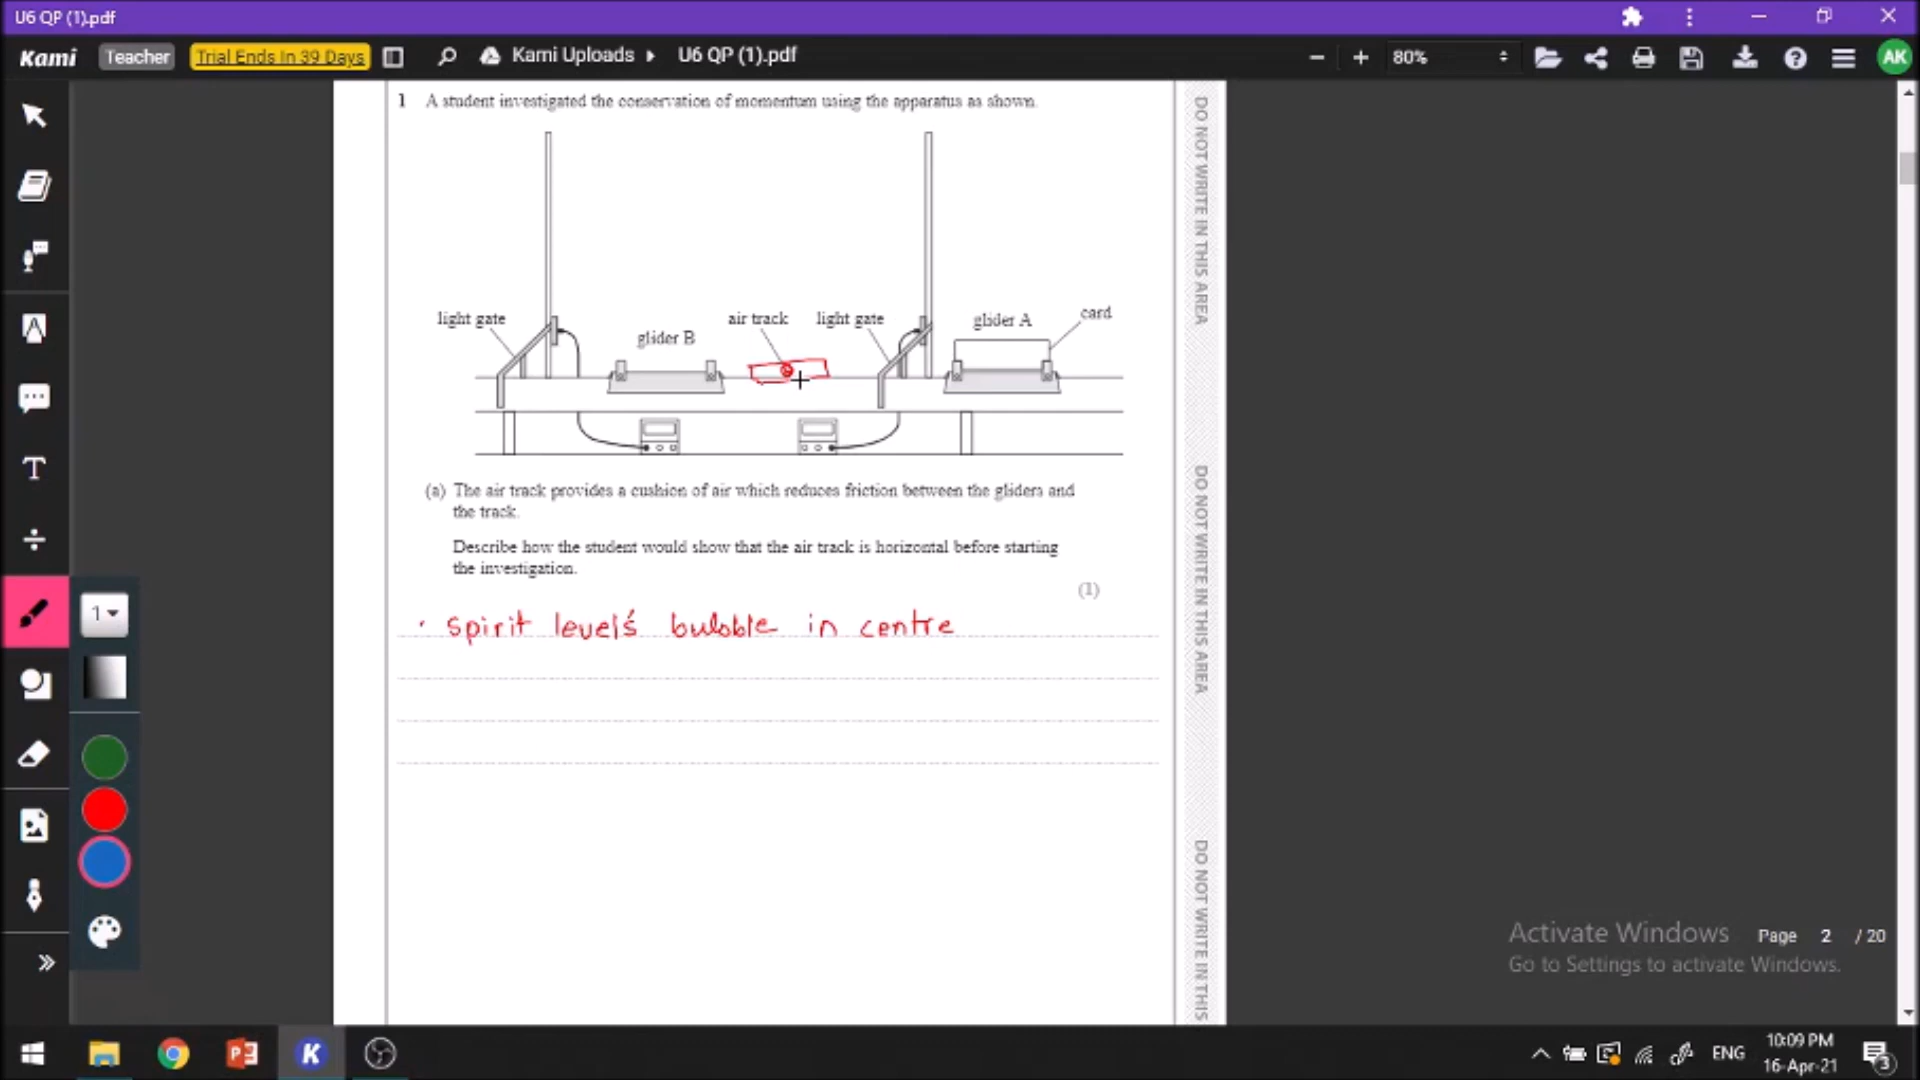 U6 QP (1).pdf
Kami Teacher Trial Ends In 39 Days Kami Uploads U6 QP (1).pdf 80% AK
1 A student investigated the conservation of momentum using the apparatus as shown.
light gate glider B air track light gate glider A card
(a) The air track provides a cushion of air which reduces friction between the gliders and
the track.
Describe how the student would show that the air track is horizontal before starting
the investigation.
(1)
· spirit level's bubble in centre
DO NOT WRITE IN THIS AREA
DO NOT WRITE IN THIS AREA
DO NOT WRITE IN THIS
1
Activate Windows
Go to Settings to activate Windows.
Page 2 / 20
ENG
10:09 PM
16-Apr-21
3